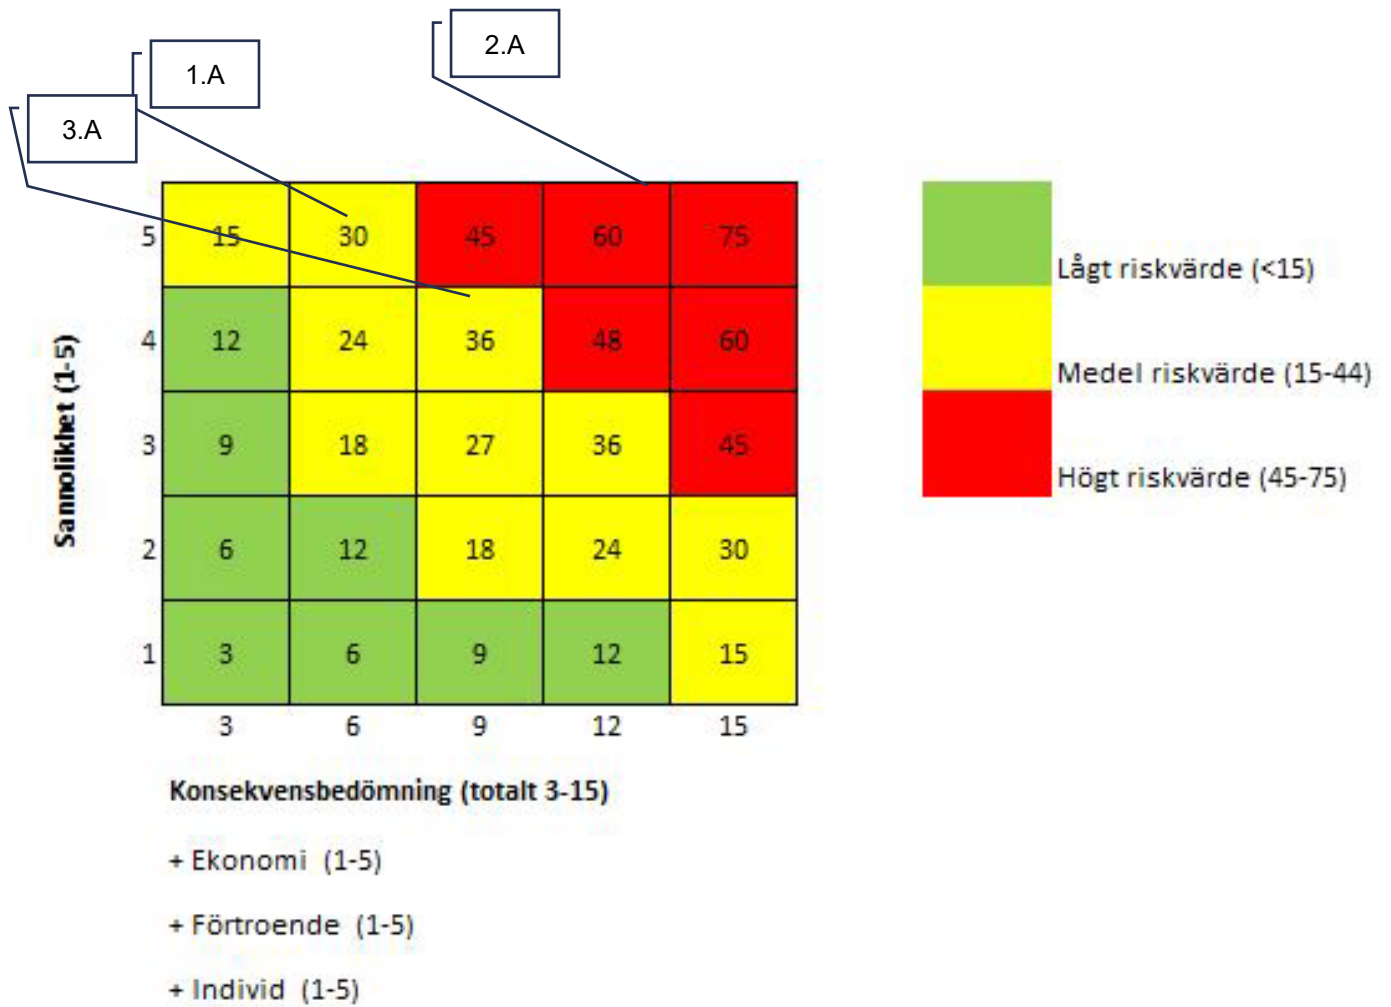 2.A
1.A
3.A
5 15 30 45 60 75
4 12 24 36 48 60
3 9 18 27 36 45
2 6 12 18 24 30
1 3 6 9 12 15
3 6 9 12 15
Sannolikhet (1-5)
Konsekvensbedömning (totalt 3-15)
+ Ekonomi (1-5)
+ Förtroende (1-5)
+ Individ (1-5)
Lågt riskvärde (<15)
Medel riskvärde (15-44)
Högt riskvärde (45-75)